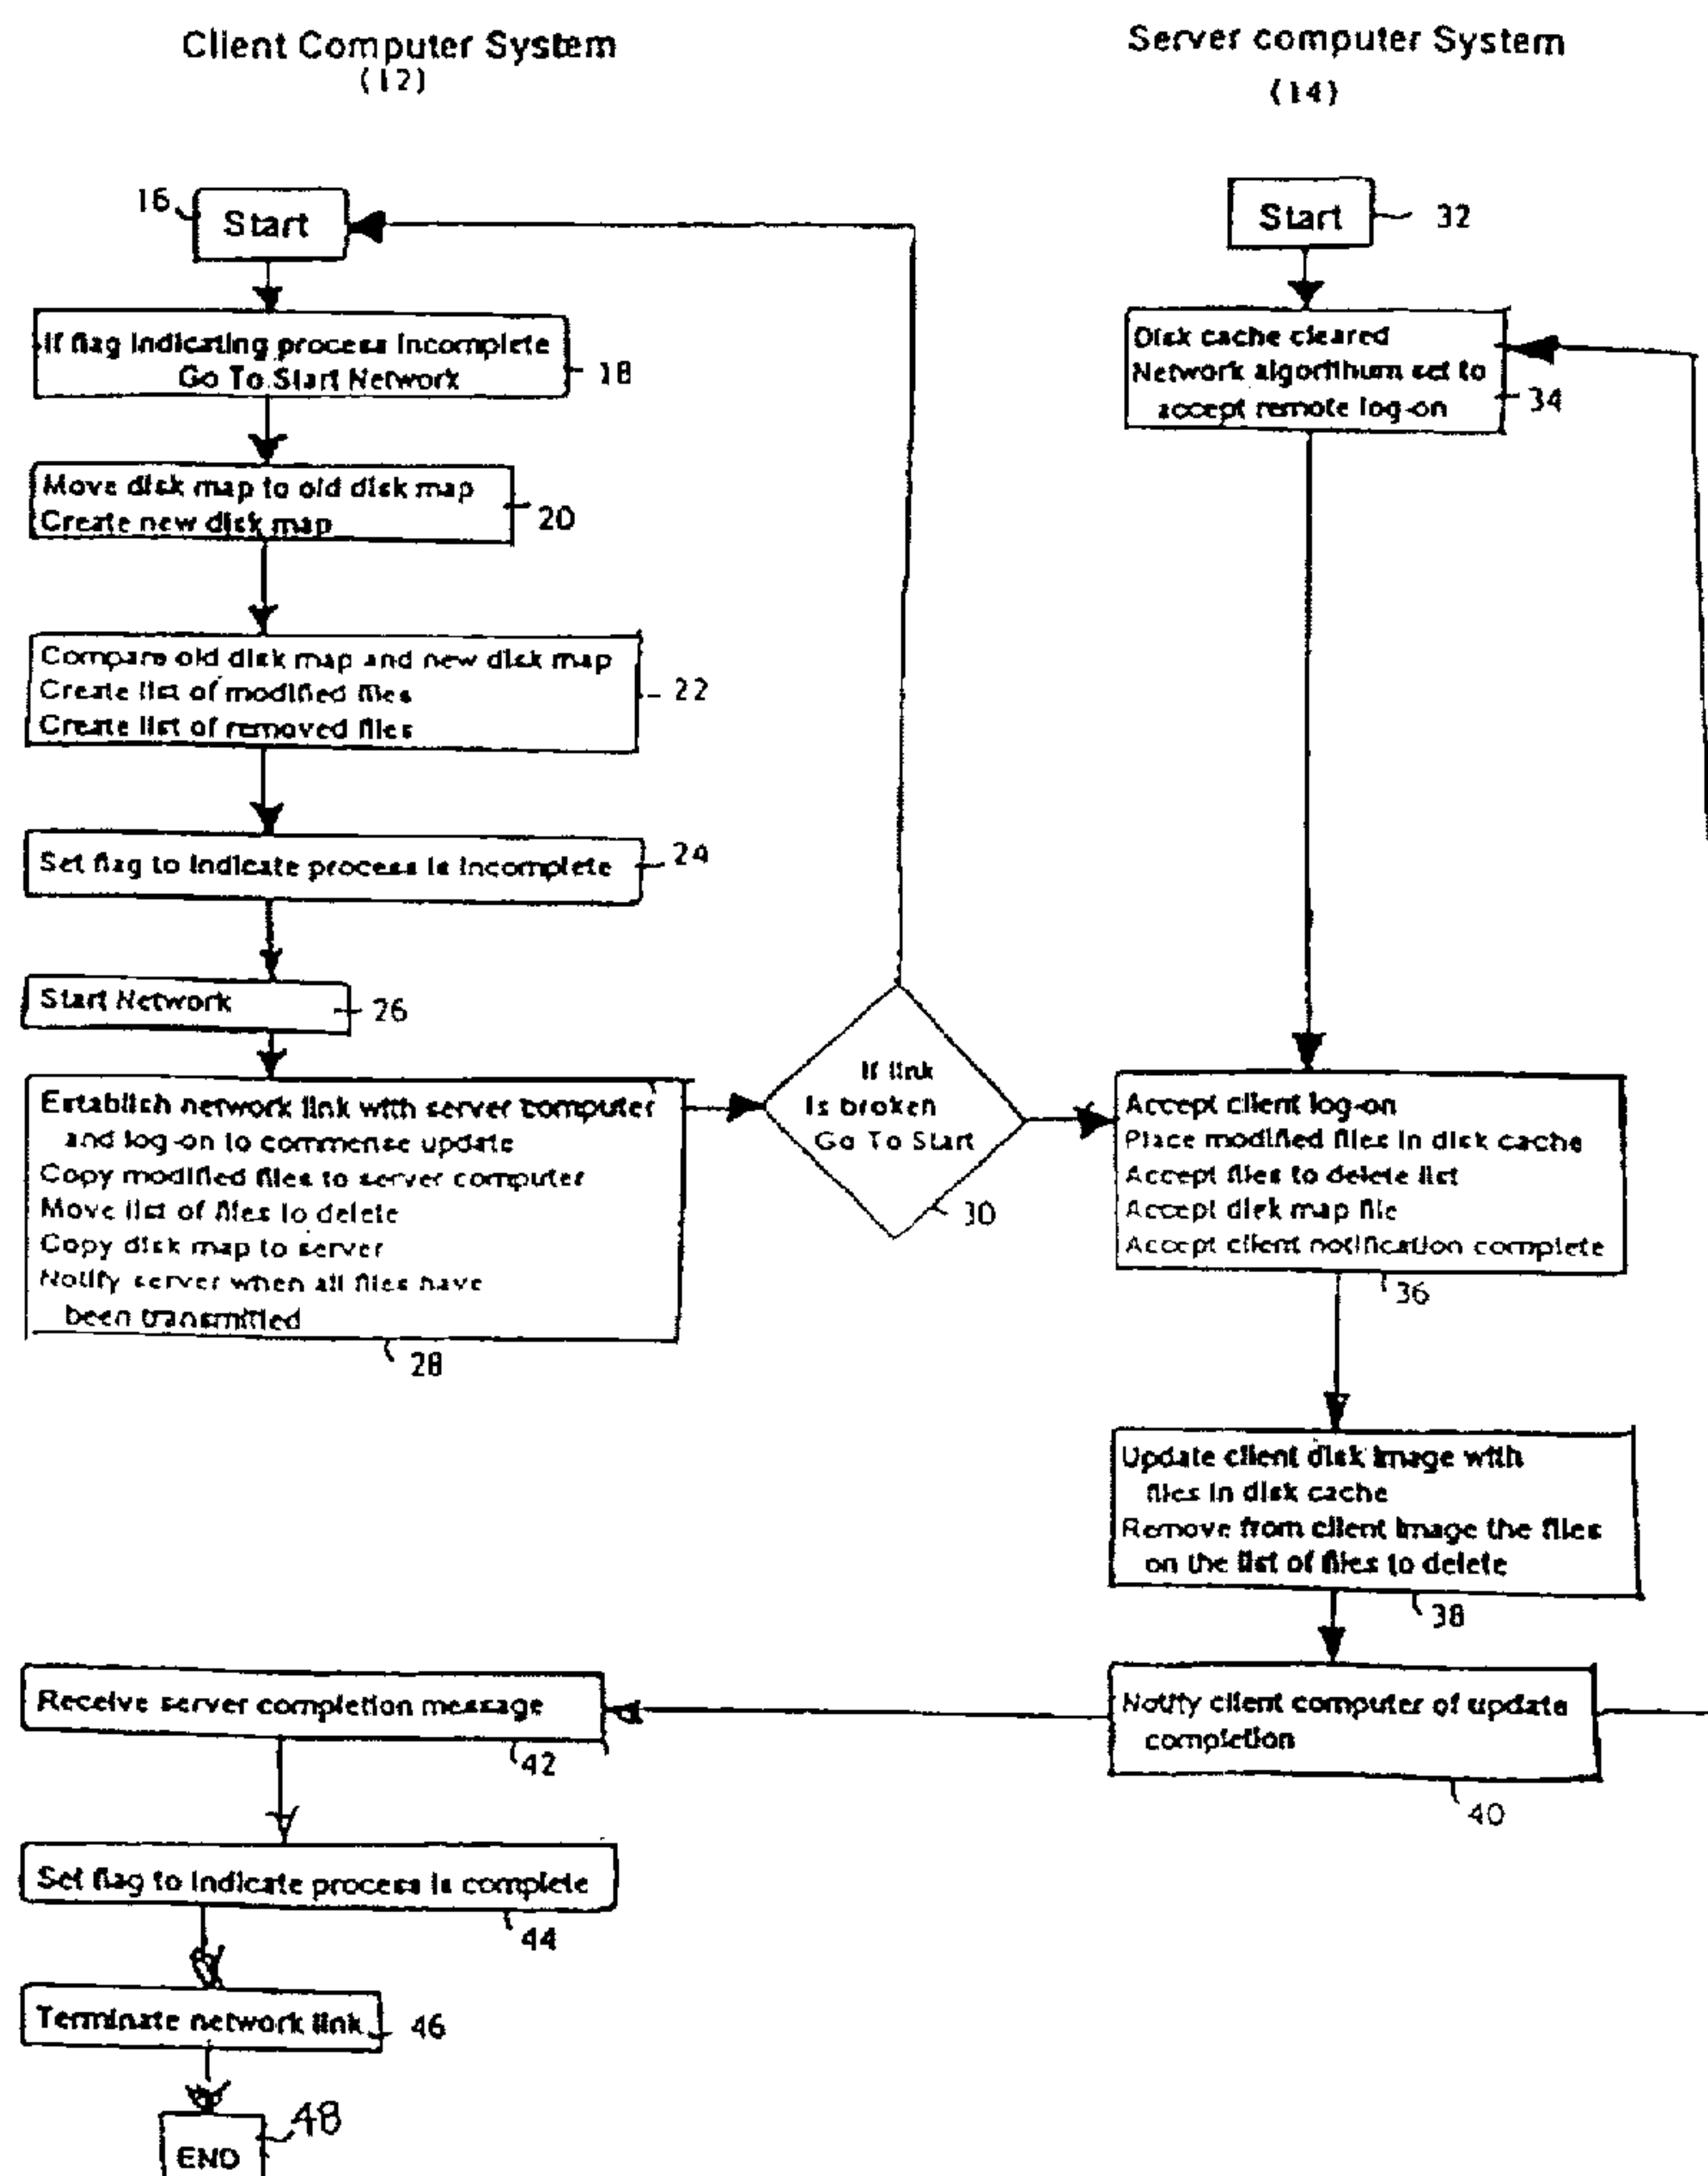 Client Computer System
(12)
Server computer System
(14)
16
Start
If flag indicating process incomplete
Go To Start Network
18
Move disk map to old disk map
Create new disk map
20
Compare old disk map and new disk map
Create list of modified files
Create list of removed files
22
Set flag to indicate process is incomplete
24
Start Network
26
Establish network link with server computer
and log-on to commense update
Copy modified files to server computer
Move list of files to delete
Copy disk map to server
Notify server when all files have
been transmitted
28
If link
is broken
Go To Start
30
Start
32
Disk cache cleared
Network algorithum set to
accept remote log-on
34
Accept client log-on
Place modified files in disk cache
Accept files to delete list
Accept disk map file
Accept client notification complete
36
Update client disk image with
files in disk cache
Remove from client image the files
on the list of files to delete
38
Notify client computer of update
completion
40
Receive server completion message
42
Set flag to indicate process is complete
44
Terminate network link
46
END
48